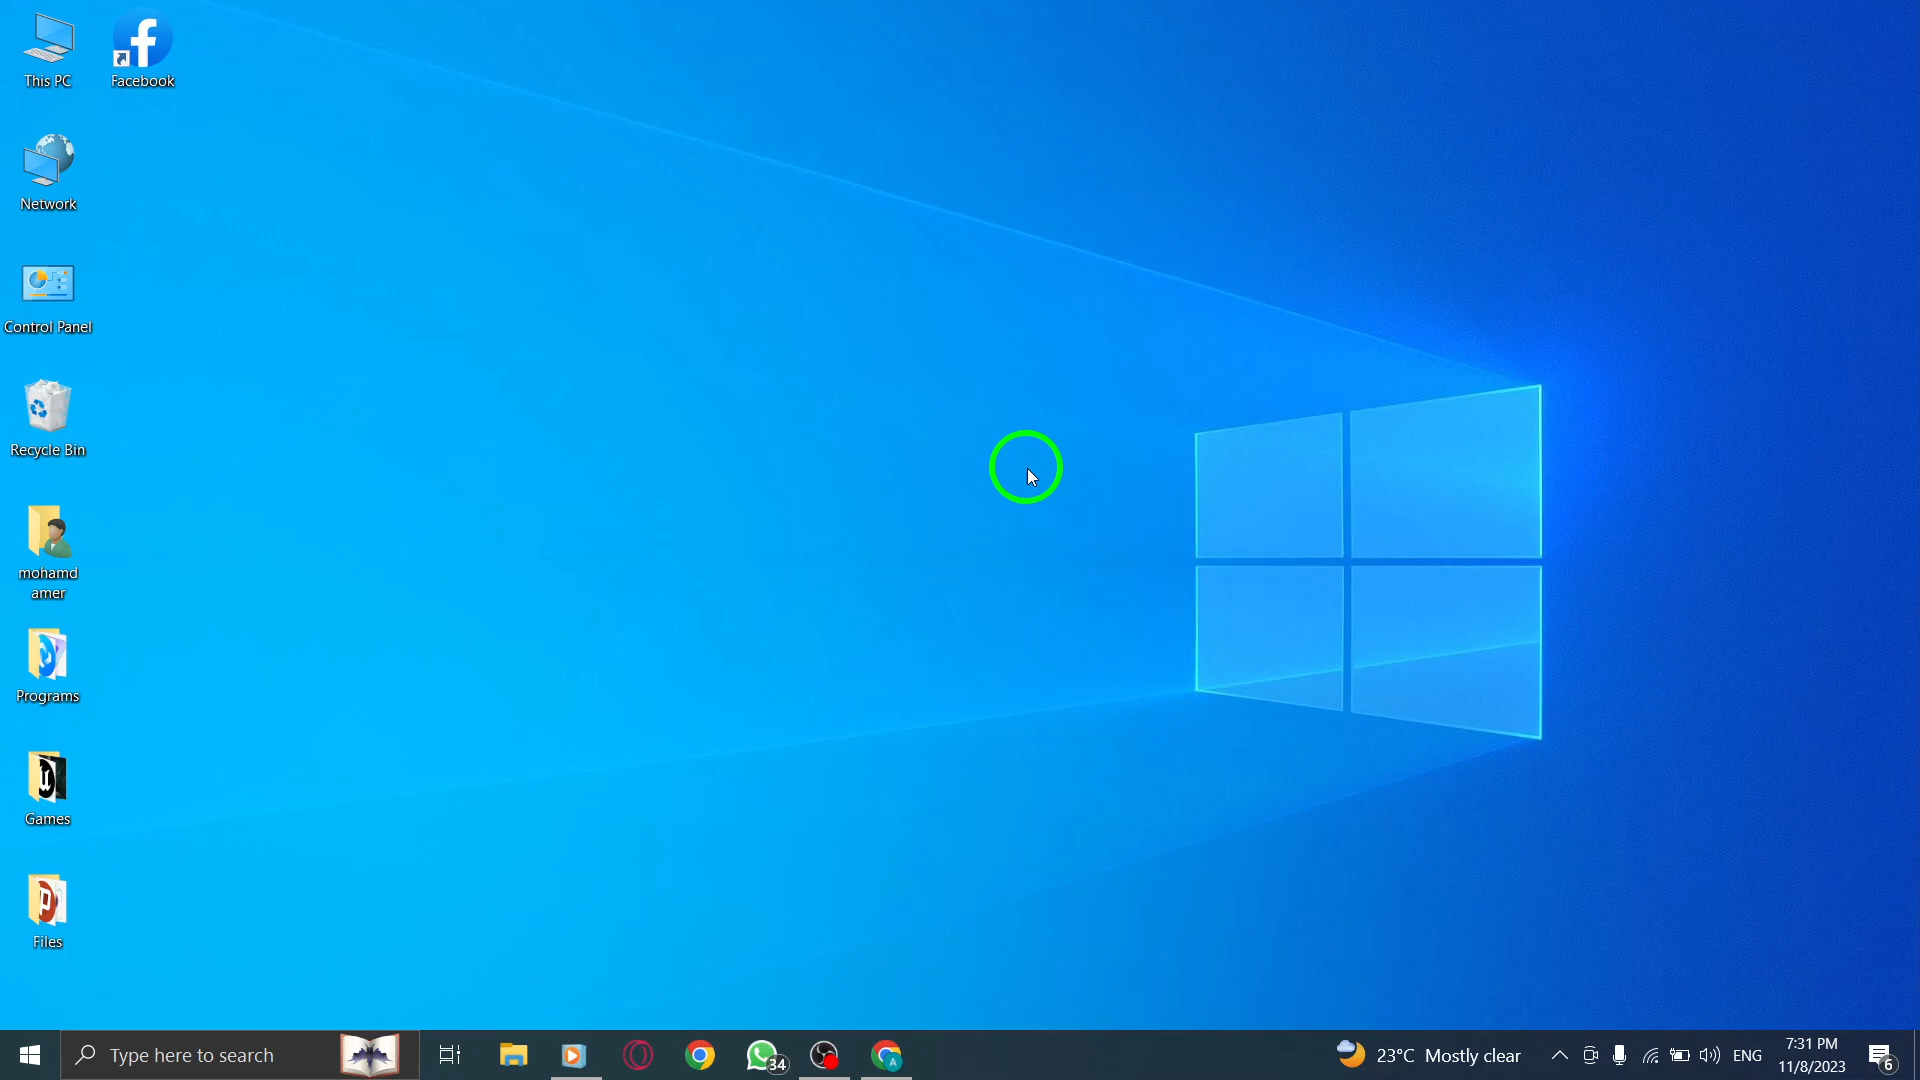 This PC
Facebook
Network
Control Panel
Recycle Bin
mohamd
amer
Programs
Games
Files
Type here to search
34
23°C Mostly clear
ENG
7:31 PM
11/8/2023
6